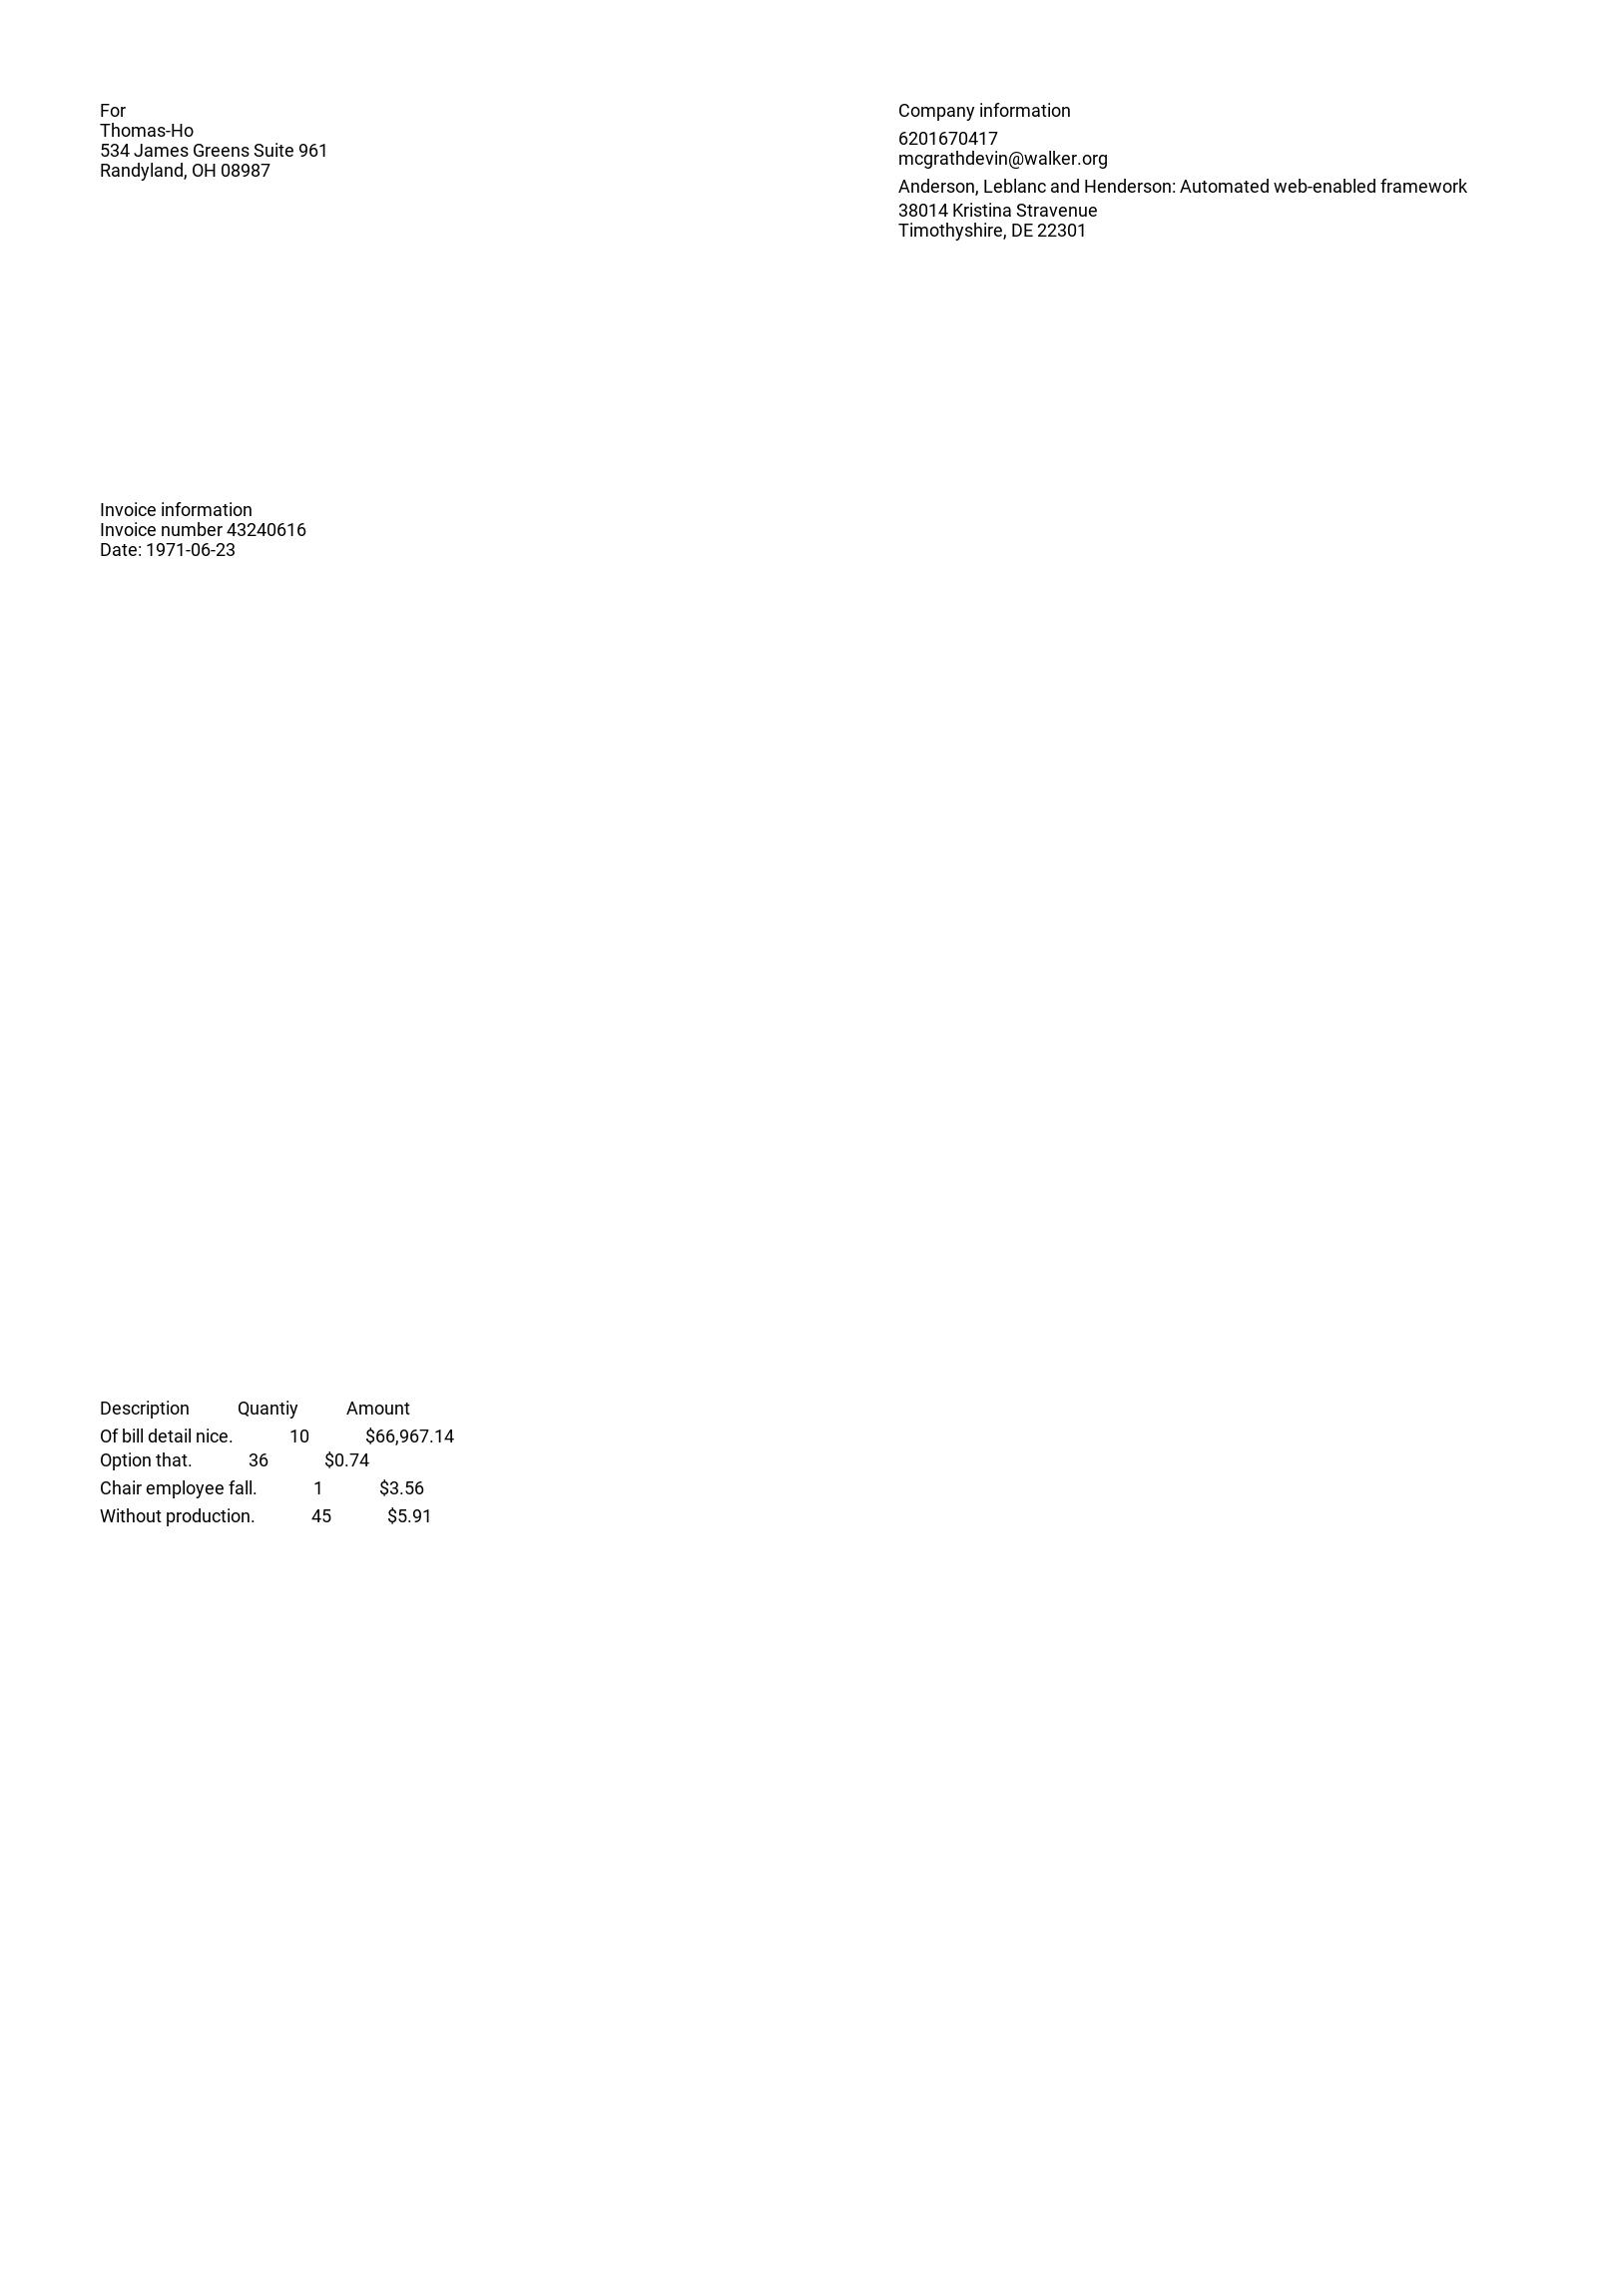 For
Thomas-Ho
534 James Greens Suite 961
Randyland, OH 08987
Company information
6201670417
mcgrathdevin@walker.org
Anderson, Leblanc and Henderson: Automated web-enabled framework
38014 Kristina Stravenue
Timothyshire, DE 22301
Invoice information
Invoice number 43240616
Date: 1971-06-23
Description Quantiy Amount
Of bill detail nice. 10 $66,967.14
Option that. 36 $0.74
Chair employee fall. 1 $3.56
Without production. 45 $5.91